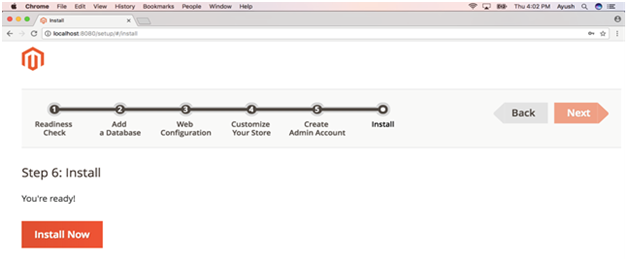 Chrome File Edit View History Bookmarks People Window Help Thu 4:02 PM Ayush
Install
localhost:8080/setup/#/install
1 2 3 4 5
Readiness Add Web Customize Create Install
Check a Database Configuration Your Store Admin Account
Back Next
Step 6: Install
You're ready!
Install Now